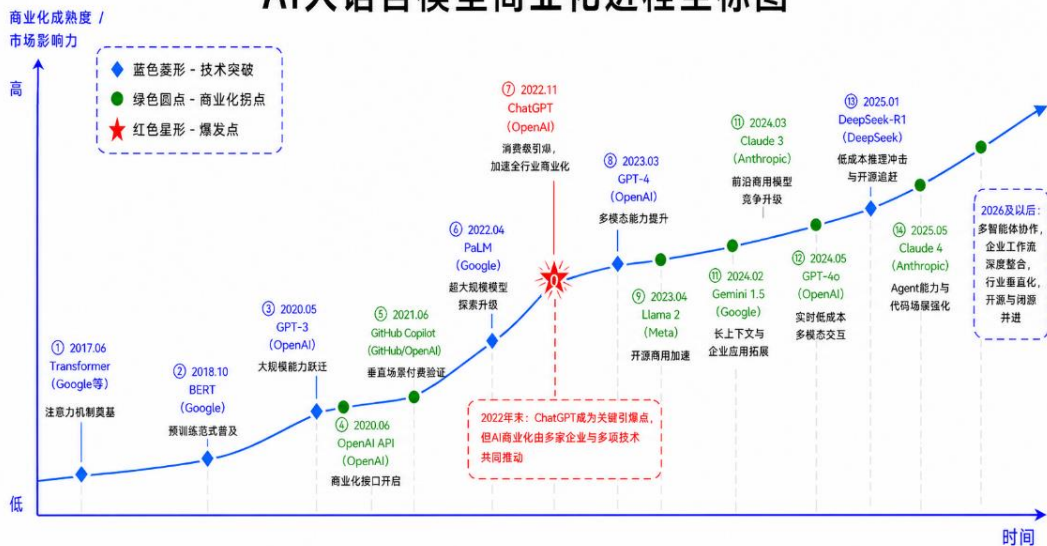 AI大语言模型商业化进程坐标图
商业化成熟度 /
市场影响力
高
蓝色菱形 - 技术突破
绿色圆点 - 商业化拐点
红色星形 - 爆发点
① 2017.06
Transformer
(Google等)
注意力机制奠基
② 2018.10
BERT
(Google)
预训练范式普及
③ 2020.05
GPT-3
(OpenAI)
大规模能力跃迁
④ 2020.06
OpenAI API
(OpenAI)
商业化接口开启
⑤ 2021.06
GitHub Copilot
(GitHub/OpenAI)
垂直场景付费验证
⑥ 2022.04
PaLM
(Google)
超大规模模型
探索升级
⑦ 2022.11
ChatGPT
(OpenAI)
消费级引爆，
加速全行业商业化
0
2022年末：ChatGPT成为关键引爆点，
但AI商业化由多家企业与多项技术
共同推动
⑧ 2023.03
GPT-4
(OpenAI)
多模态能力提升
⑨ 2023.04
Llama 2
(Meta)
开源商用加速
⑪ 2024.03
Claude 3
(Anthropic)
前沿商用模型
竞争升级
⑪ 2024.02
Gemini 1.5
(Google)
长上下文与
企业应用拓展
⑫ 2024.05
GPT-4o
(OpenAI)
实时低成本
多模态交互
⑬ 2025.01
DeepSeek-R1
(DeepSeek)
低成本推理冲击
与开源追赶
⑭ 2025.05
Claude 4
(Anthropic)
Agent能力与
代码场景强化
2026及以后：
多智能体协作，
企业工作流
深度整合，
行业垂直化，
开源与闭源
并进
低
时间